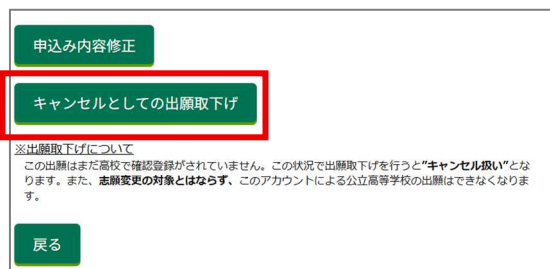 申込み内容修正
キャンセルとしての出願取下げ
※出願取下げについて
この出願はまだ高校で確認登録がされていません。この状況で出願取下げを行うと"キャンセル扱い"とな
ります。また、志願変更の対象とはならず、このアカウントによる公立高等学校の出願はできなくなりま
す。
戻る